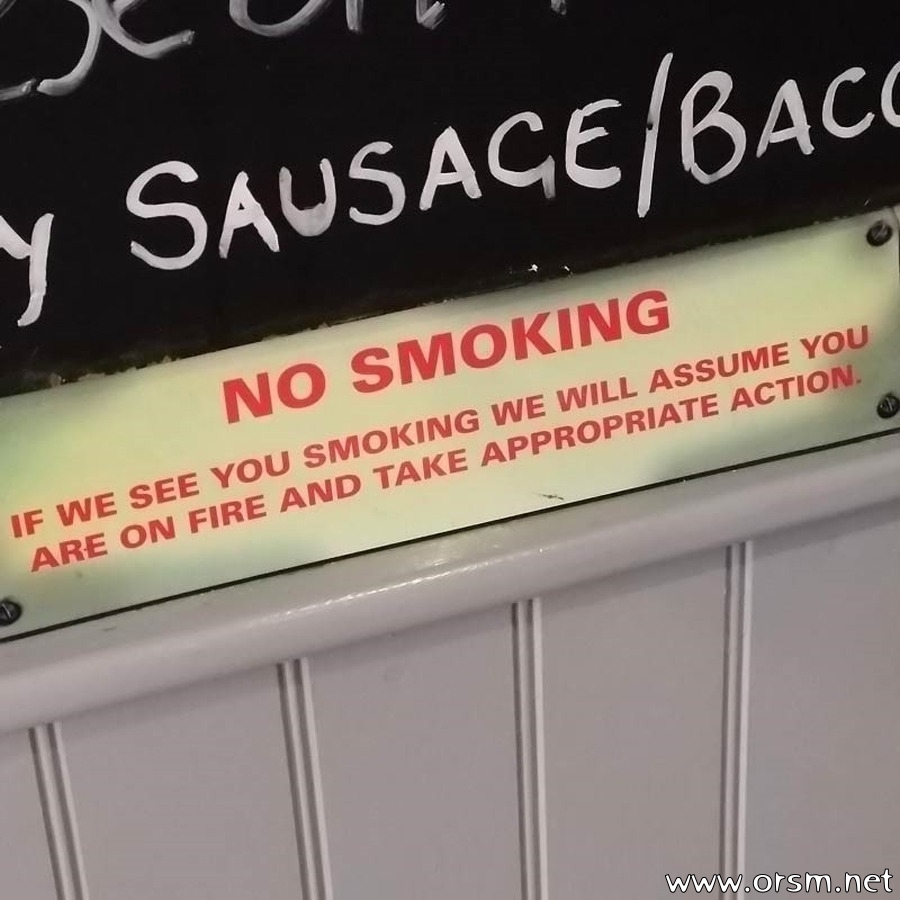 SAUSAGE/BACO
NO SMOKING
IF WE SEE YOU SMOKING WE WILL ASSUME YOU
ARE ON FIRE AND TAKE APPROPRIATE ACTION.
www.orsm.net